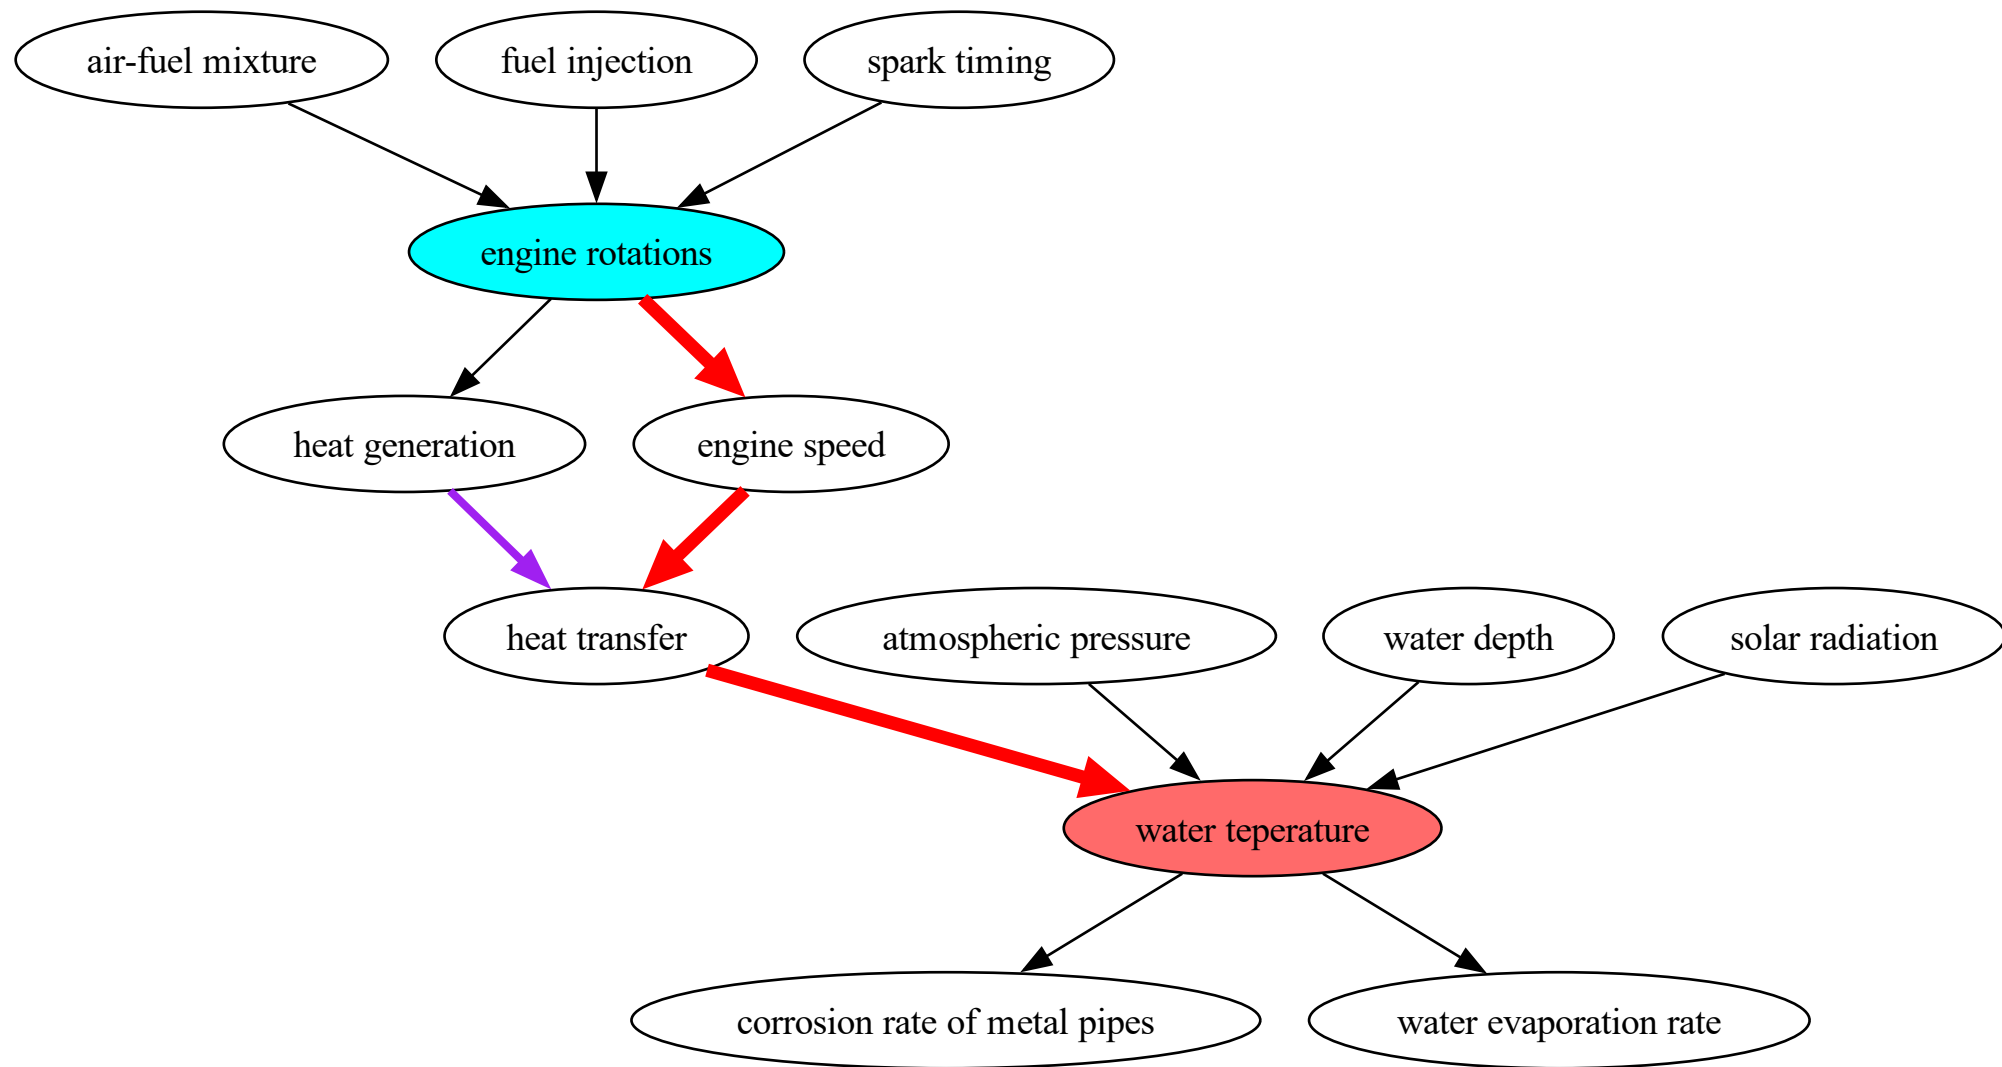 air-fuel mixture
fuel injection
spark timing
engine rotations
heat generation
engine speed
heat transfer
atmospheric pressure
water depth
solar radiation
water teperature
corrosion rate of metal pipes
water evaporation rate